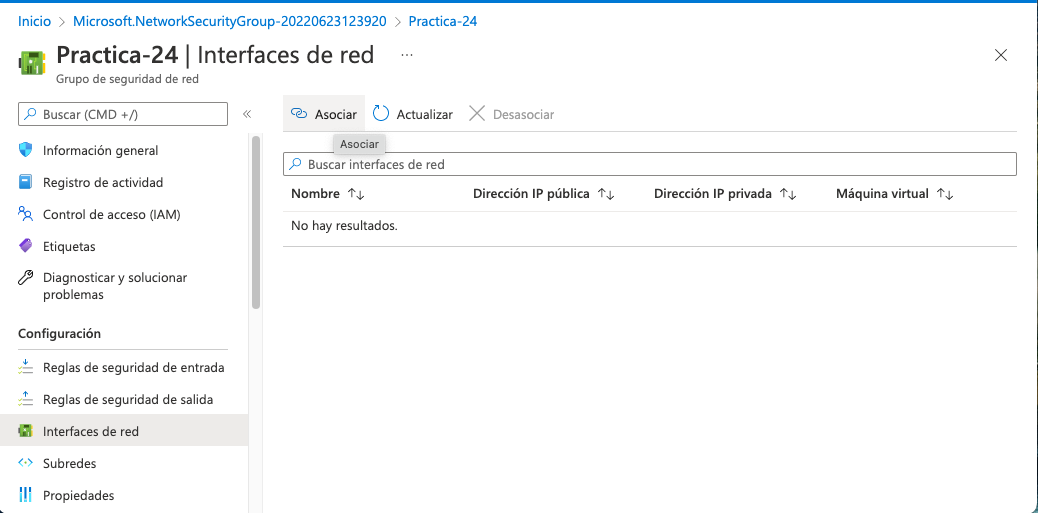 Inicio > Microsoft.NetworkSecurityGroup-20220623123920 > Practica-24
Practica-24 | Interfaces de red ...
Grupo de seguridad de red
Buscar (CMD +/)
Información general
Registro de actividad
Control de acceso (IAM)
Etiquetas
Diagnosticar y solucionar
problemas
Configuración
Reglas de seguridad de entrada
Reglas de seguridad de salida
Interfaces de red
Subredes
Propiedades
Asociar Actualizar Desasociar
Asociar
Buscar interfaces de red
Nombre Dirección IP pública Dirección IP privada Máquina virtual
No hay resultados.